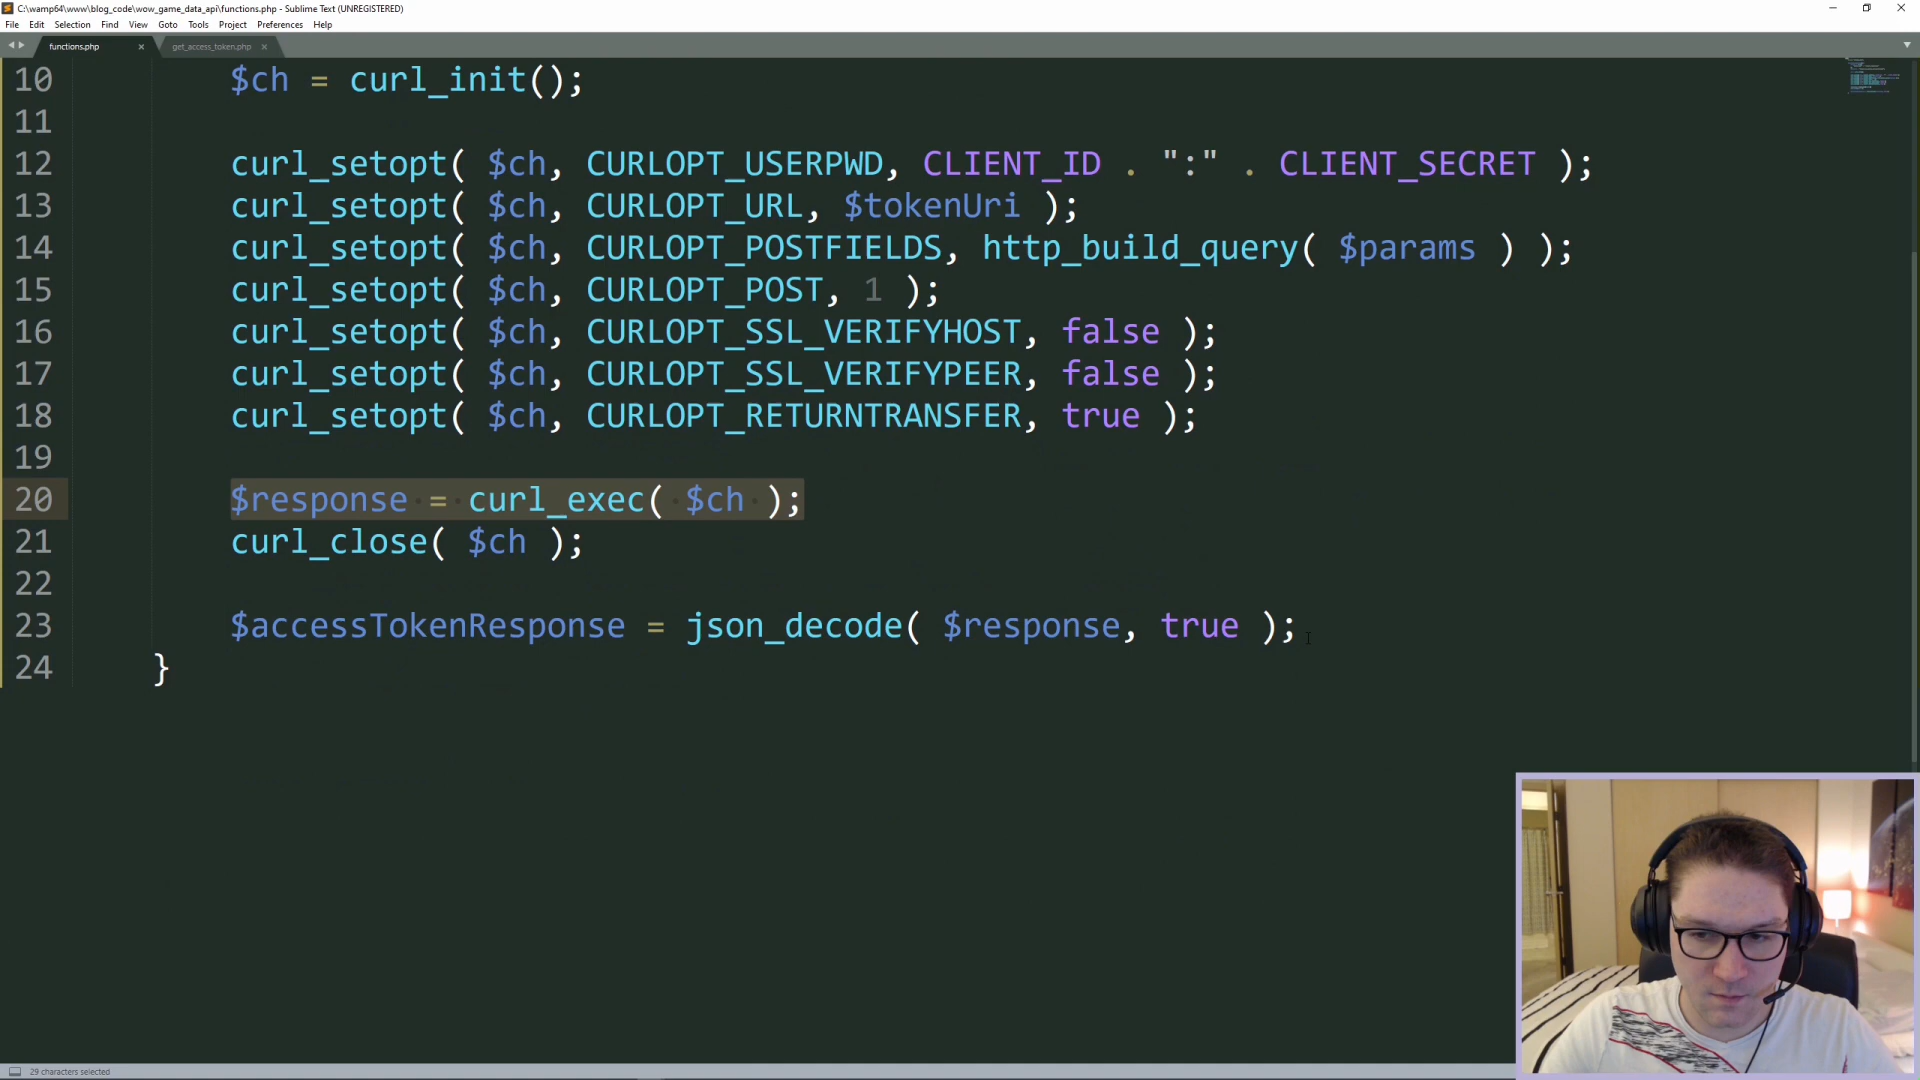 C:\wamp64\www\blog_code\wow_game_data_api\functions.php - Sublime Text (UNREGISTERED)
File Edit Selection Find View Goto Tools Project Preferences Help
functions.php get_access_token.php
10 $ch = curl_init();
11
12 curl_setopt( $ch, CURLOPT_USERPWD, CLIENT_ID . ":" . CLIENT_SECRET );
13 curl_setopt( $ch, CURLOPT_URL, $tokenUri );
14 curl_setopt( $ch, CURLOPT_POSTFIELDS, http_build_query( $params ) );
15 curl_setopt( $ch, CURLOPT_POST, 1 );
16 curl_setopt( $ch, CURLOPT_SSL_VERIFYHOST, false );
17 curl_setopt( $ch, CURLOPT_SSL_VERIFYPEER, false );
18 curl_setopt( $ch, CURLOPT_RETURNTRANSFER, true );
19
20 $response = curl_exec( $ch );
21 curl_close( $ch );
22
23 $accessTokenResponse = json_decode( $response, true );
24 }
29 characters selected